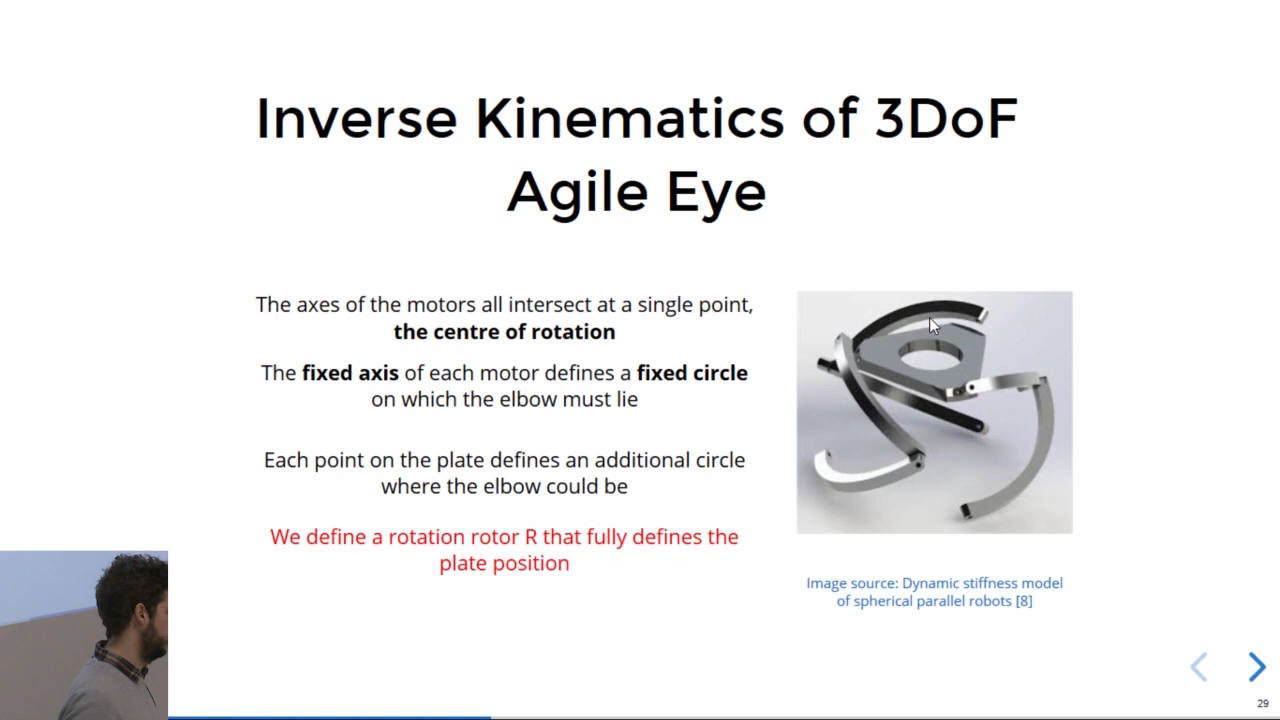 Inverse Kinematics of 3DoF
Agile Eye
The axes of the motors all intersect at a single point,
the centre of rotation
The fixed axis of each motor defines a fixed circle
on which the elbow must lie
Each point on the plate defines an additional circle
where the elbow could be
We define a rotation rotor R that fully defines the
plate position
Image source: Dynamic stiffness model
of spherical parallel robots [8]
29